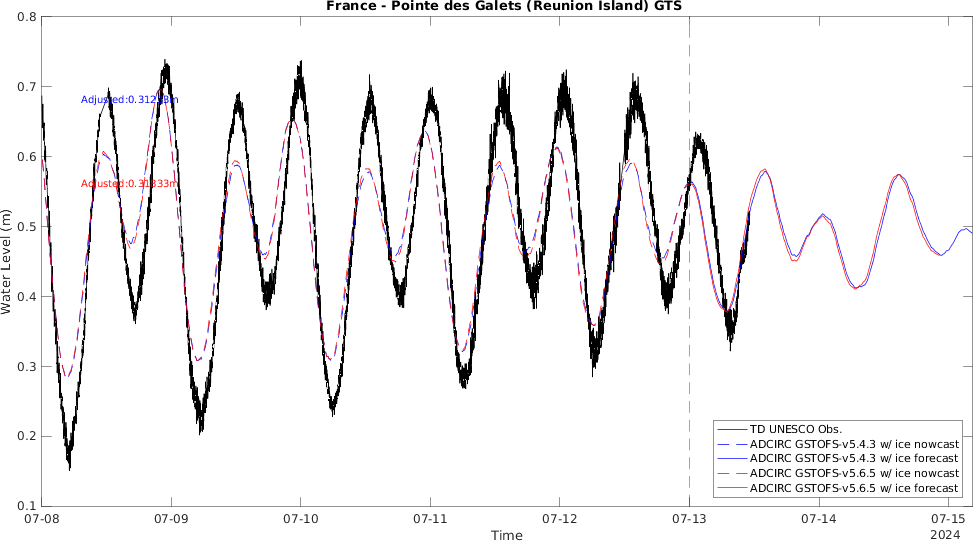 France - Pointe des Galets (Reunion Island) GTS
0.8
0.7
0.6
0.5
0.4
0.3
0.2
0.1
Water Level (m)
Adjusted:0.31333m
TD UNESCO Obs.
ADCIRC GSTOFS-v5.4.3 w/ ice nowcast
ADCIRC GSTOFS-v5.4.3 w/ ice forecast
ADCIRC GSTOFS-v5.6.5 w/ ice nowcast
ADCIRC GSTOFS-v5.6.5 w/ ice forecast
07-08
07-09
07-10
07-11
07-12
07-13
07-14
07-15
Time
2024